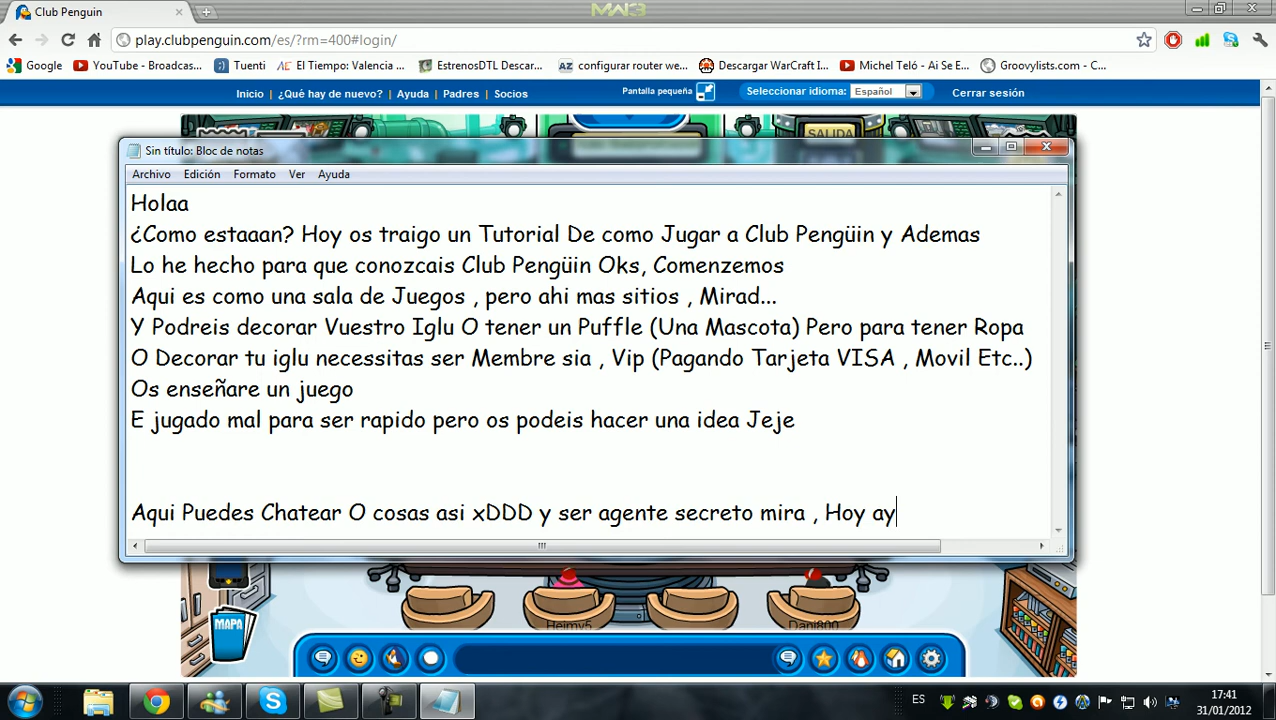 Club Penguin
MW3
play.clubpenguin.com/es/?rm=400#login/
Google
YouTube - Broadcas...
Tuenti
El Tiempo: Valencia ...
EstrenosDTL Descar...
configurar router we...
Descargar WarCraft I...
Michel Teló - Ai Se E...
Groovylists.com - C...
Inicio | ¿Qué hay de nuevo? | Ayuda | Padres | Socios
Pantalla pequeña
Seleccionar idioma: Español
Cerrar sesión
SALIDA
Sin título: Bloc de notas
Archivo Edición Formato Ver Ayuda
Holaa
¿Como estaaan? Hoy os traigo un Tutorial De como Jugar a Club Pengüin y Ademas
Lo he hecho para que conozcais Club Pengüin Oks, Comenzemos
Aqui es como una sala de Juegos , pero ahi mas sitios , Mirad...
Y Podreis decorar Vuestro Iglu O tener un Puffle (Una Mascota) Pero para tener Ropa
O Decorar tu iglu necessitas ser Membre sia , Vip (Pagando Tarjeta VISA , Movil Etc..)
Os enseñare un juego
E jugado mal para ser rapido pero os podeis hacer una idea Jeje
Aqui Puedes Chatear O cosas asi xDDD y ser agente secreto mira , Hoy ay
MAPA
Heimy5
Dani800
ES
17:41
31/01/2012